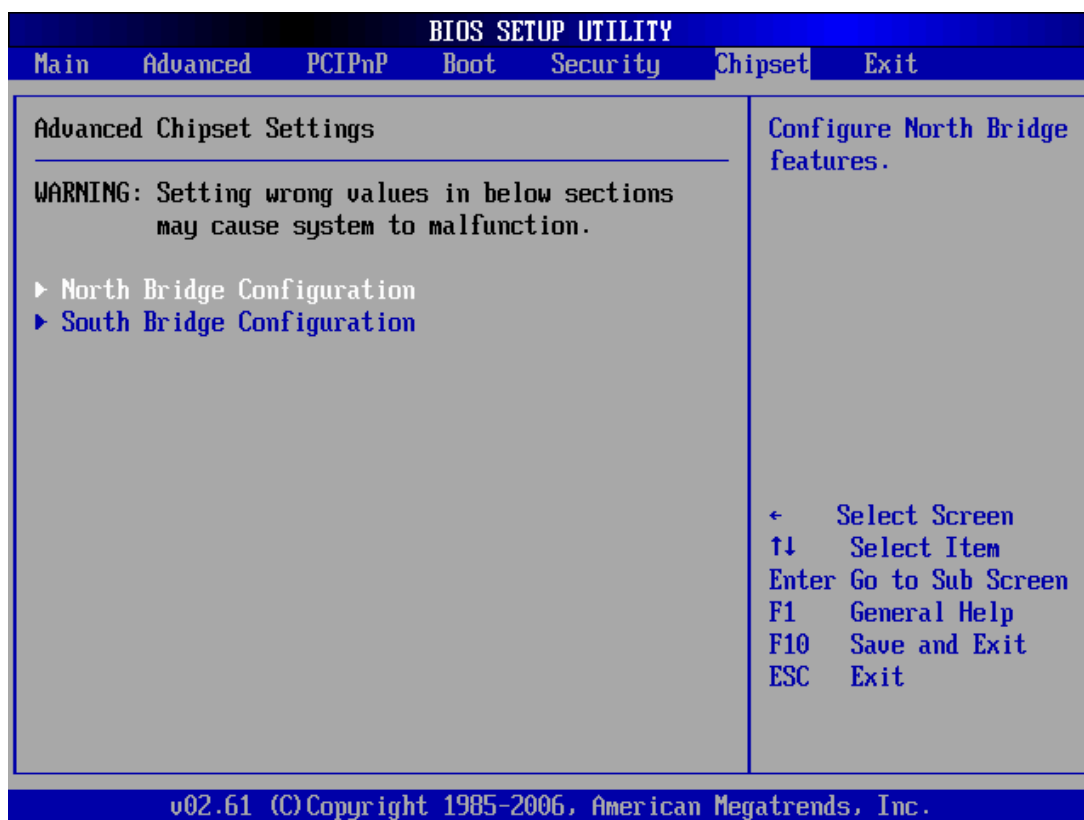 BIOS SETUP UTILITY
Main Advanced PCIPnP Boot Security Chipset Exit
Advanced Chipset Settings
WARNING: Setting wrong values in below sections
may cause system to malfunction.
▶ North Bridge Configuration
▶ South Bridge Configuration
Configure North Bridge
features.
← Select Screen
↑↓ Select Item
Enter Go to Sub Screen
F1 General Help
F10 Save and Exit
ESC Exit
v02.61 (C)Copyright 1985-2006, American Megatrends, Inc.